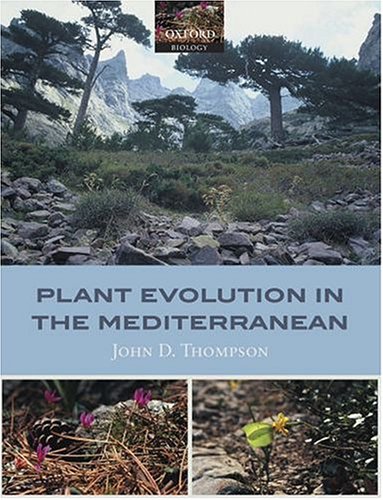 OXFORD
BIOLOGY
PLANT EVOLUTION IN
THE MEDITERRANEAN
JOHN D. THOMPSON